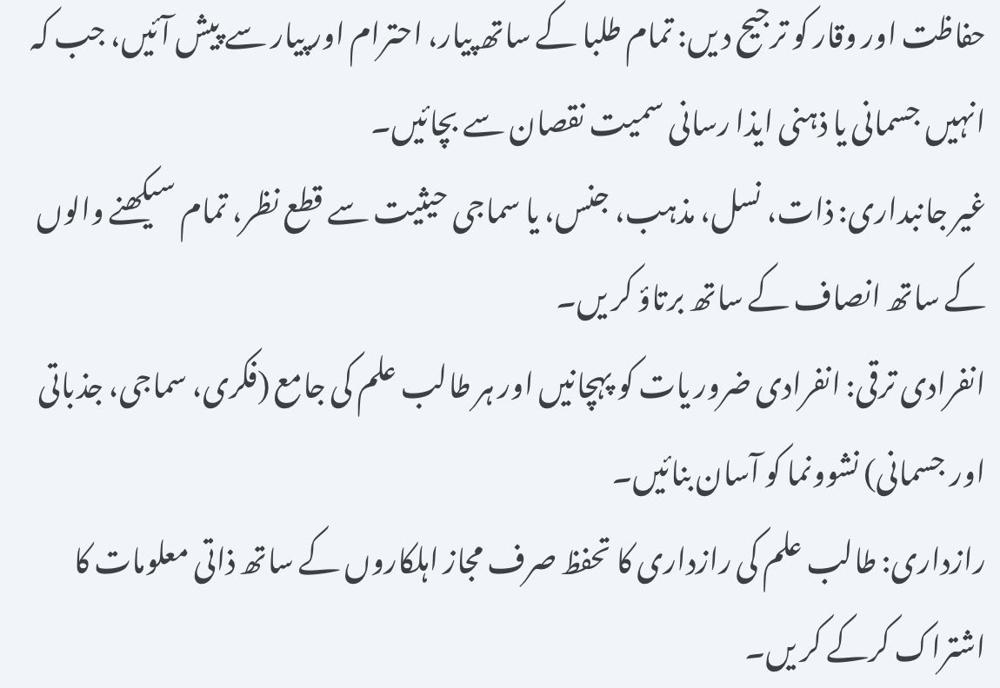 حفاظت اور وقار کو ترجیح دیں: تمام طلبا کے ساتھ پیار، احترام اور پیار سے پیش آئیں، جب کہ
انہیں جسمانی یا ذہنی ایذا رسانی سمیت نقصان سے بچائیں۔
غیر جانبداری: ذات، نسل، مذہب، جنس، یا سماجی حیثیت سے قطع نظر، تمام سیکھنے والوں
کے ساتھ انصاف کے ساتھ برتاؤ کریں۔
انفرادی ترقی: انفرادی ضروریات کو پہچانیں اور ہر طالب علم کی جامع (فکری، سماجی، جذباتی
اور جسمانی) نشوونما کو آسان بنائیں۔
رازداری: طالب علم کی رازداری کا تحفظ صرف مجاز اہلکاروں کے ساتھ ذاتی معلومات کا
اشتراک کرکے کریں۔